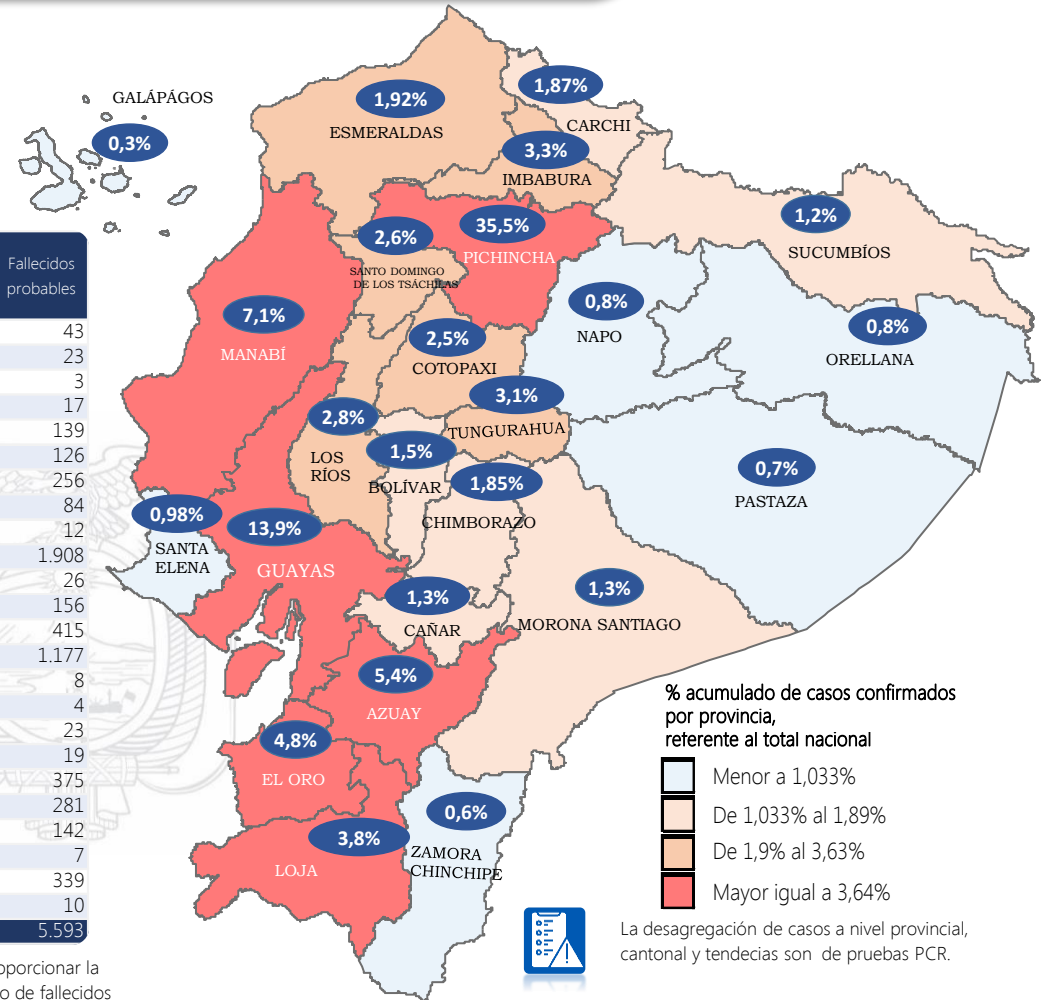 GALÁPÁGOS
0,3%
1,92%
ESMERALDAS
1,87%
CARCHI
3,3%
IMBABURA
1,2%
SUCUMBÍOS
2,6%
SANTO DOMINGO
DE LOS TSÁCHILAS
35,5%
PICHINCHA
0,8%
NAPO
0,8%
ORELLANA
7,1%
MANABÍ
2,5%
COTOPAXI
3,1%
TUNGURAHUA
2,8%
LOS
RÍOS
1,5%
BOLÍVAR
1,85%
CHIMBORAZO
0,7%
PASTAZA
0,98%
SANTA
ELENA
13,9%
GUAYAS
1,3%
CAÑAR
1,3%
MORONA SANTIAGO
5,4%
AZUAY
4,8%
EL ORO
3,8%
LOJA
0,6%
ZAMORA
CHINCHIPE
Fallecidos
probables
43
23
3
17
139
126
256
84
12
1.908
26
156
415
1.177
8
4
23
19
375
281
142
7
339
10
5.593
oporcionar la
o de fallecidos
% acumulado de casos confirmados
por provincia,
referente al total nacional
Menor a 1,033%
De 1,033% al 1,89%
De 1,9% al 3,63%
Mayor igual a 3,64%
La desagregación de casos a nivel provincial,
cantonal y tendecias son de pruebas PCR.